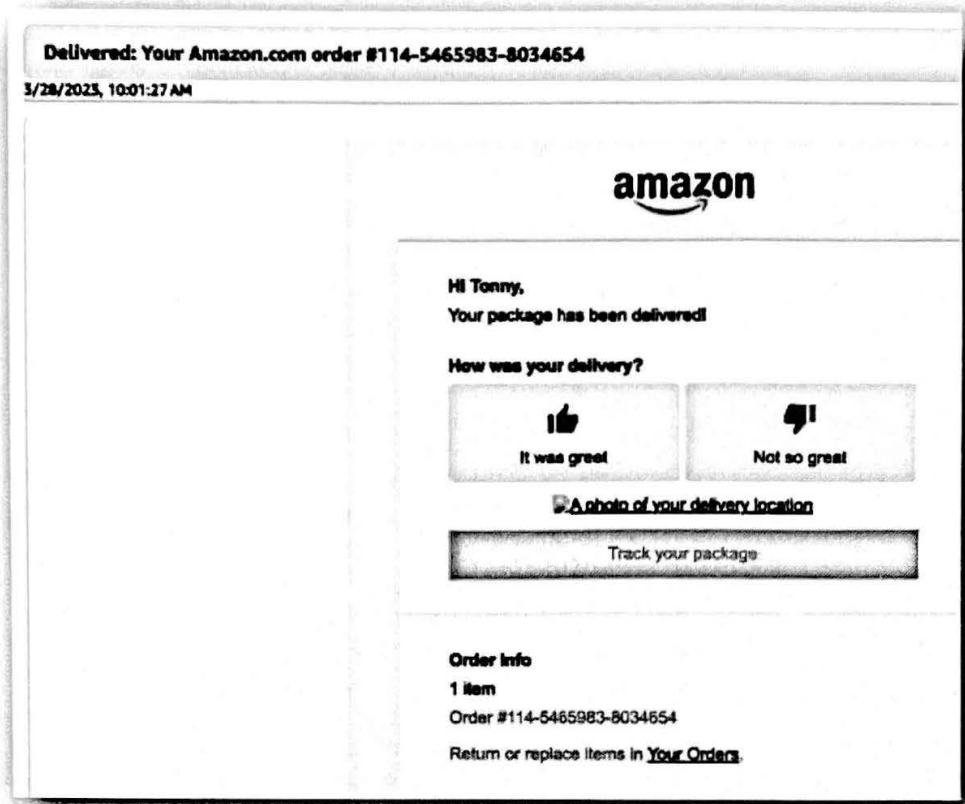 Delivered: Your Amazon.com order #114-5465983-8034654
3/28/2023, 10:01:27 AM
amazon
Hi Tonny,
Your package has been delivered!
How was your delivery?
It was great
Not so great
A photo of your delivery location
Track your package
Order Info
1 item
Order #114-5465983-8034654
Return or replace items in Your Orders.